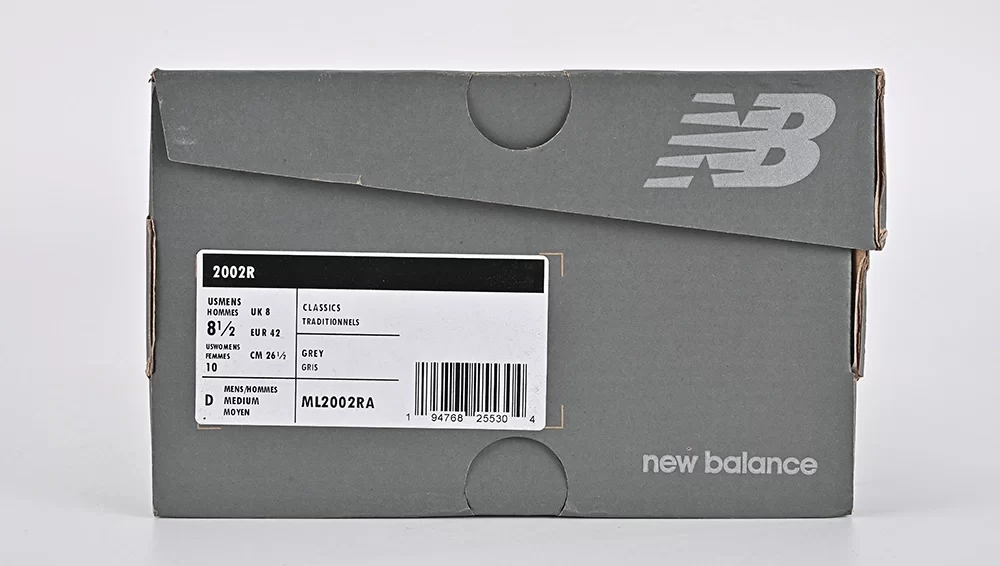 NB
2002R
USMENS
HOMMES
8½
UK 8
EUR 42
USWOMENS
FEMMES
10
CM 26½
CLASSICS
TRADITIONNELS
GREY
GRIS
D
MENS/HOMMES
MEDIUM
MOYEN
ML2002RA
1 94768 25530 4
new balance